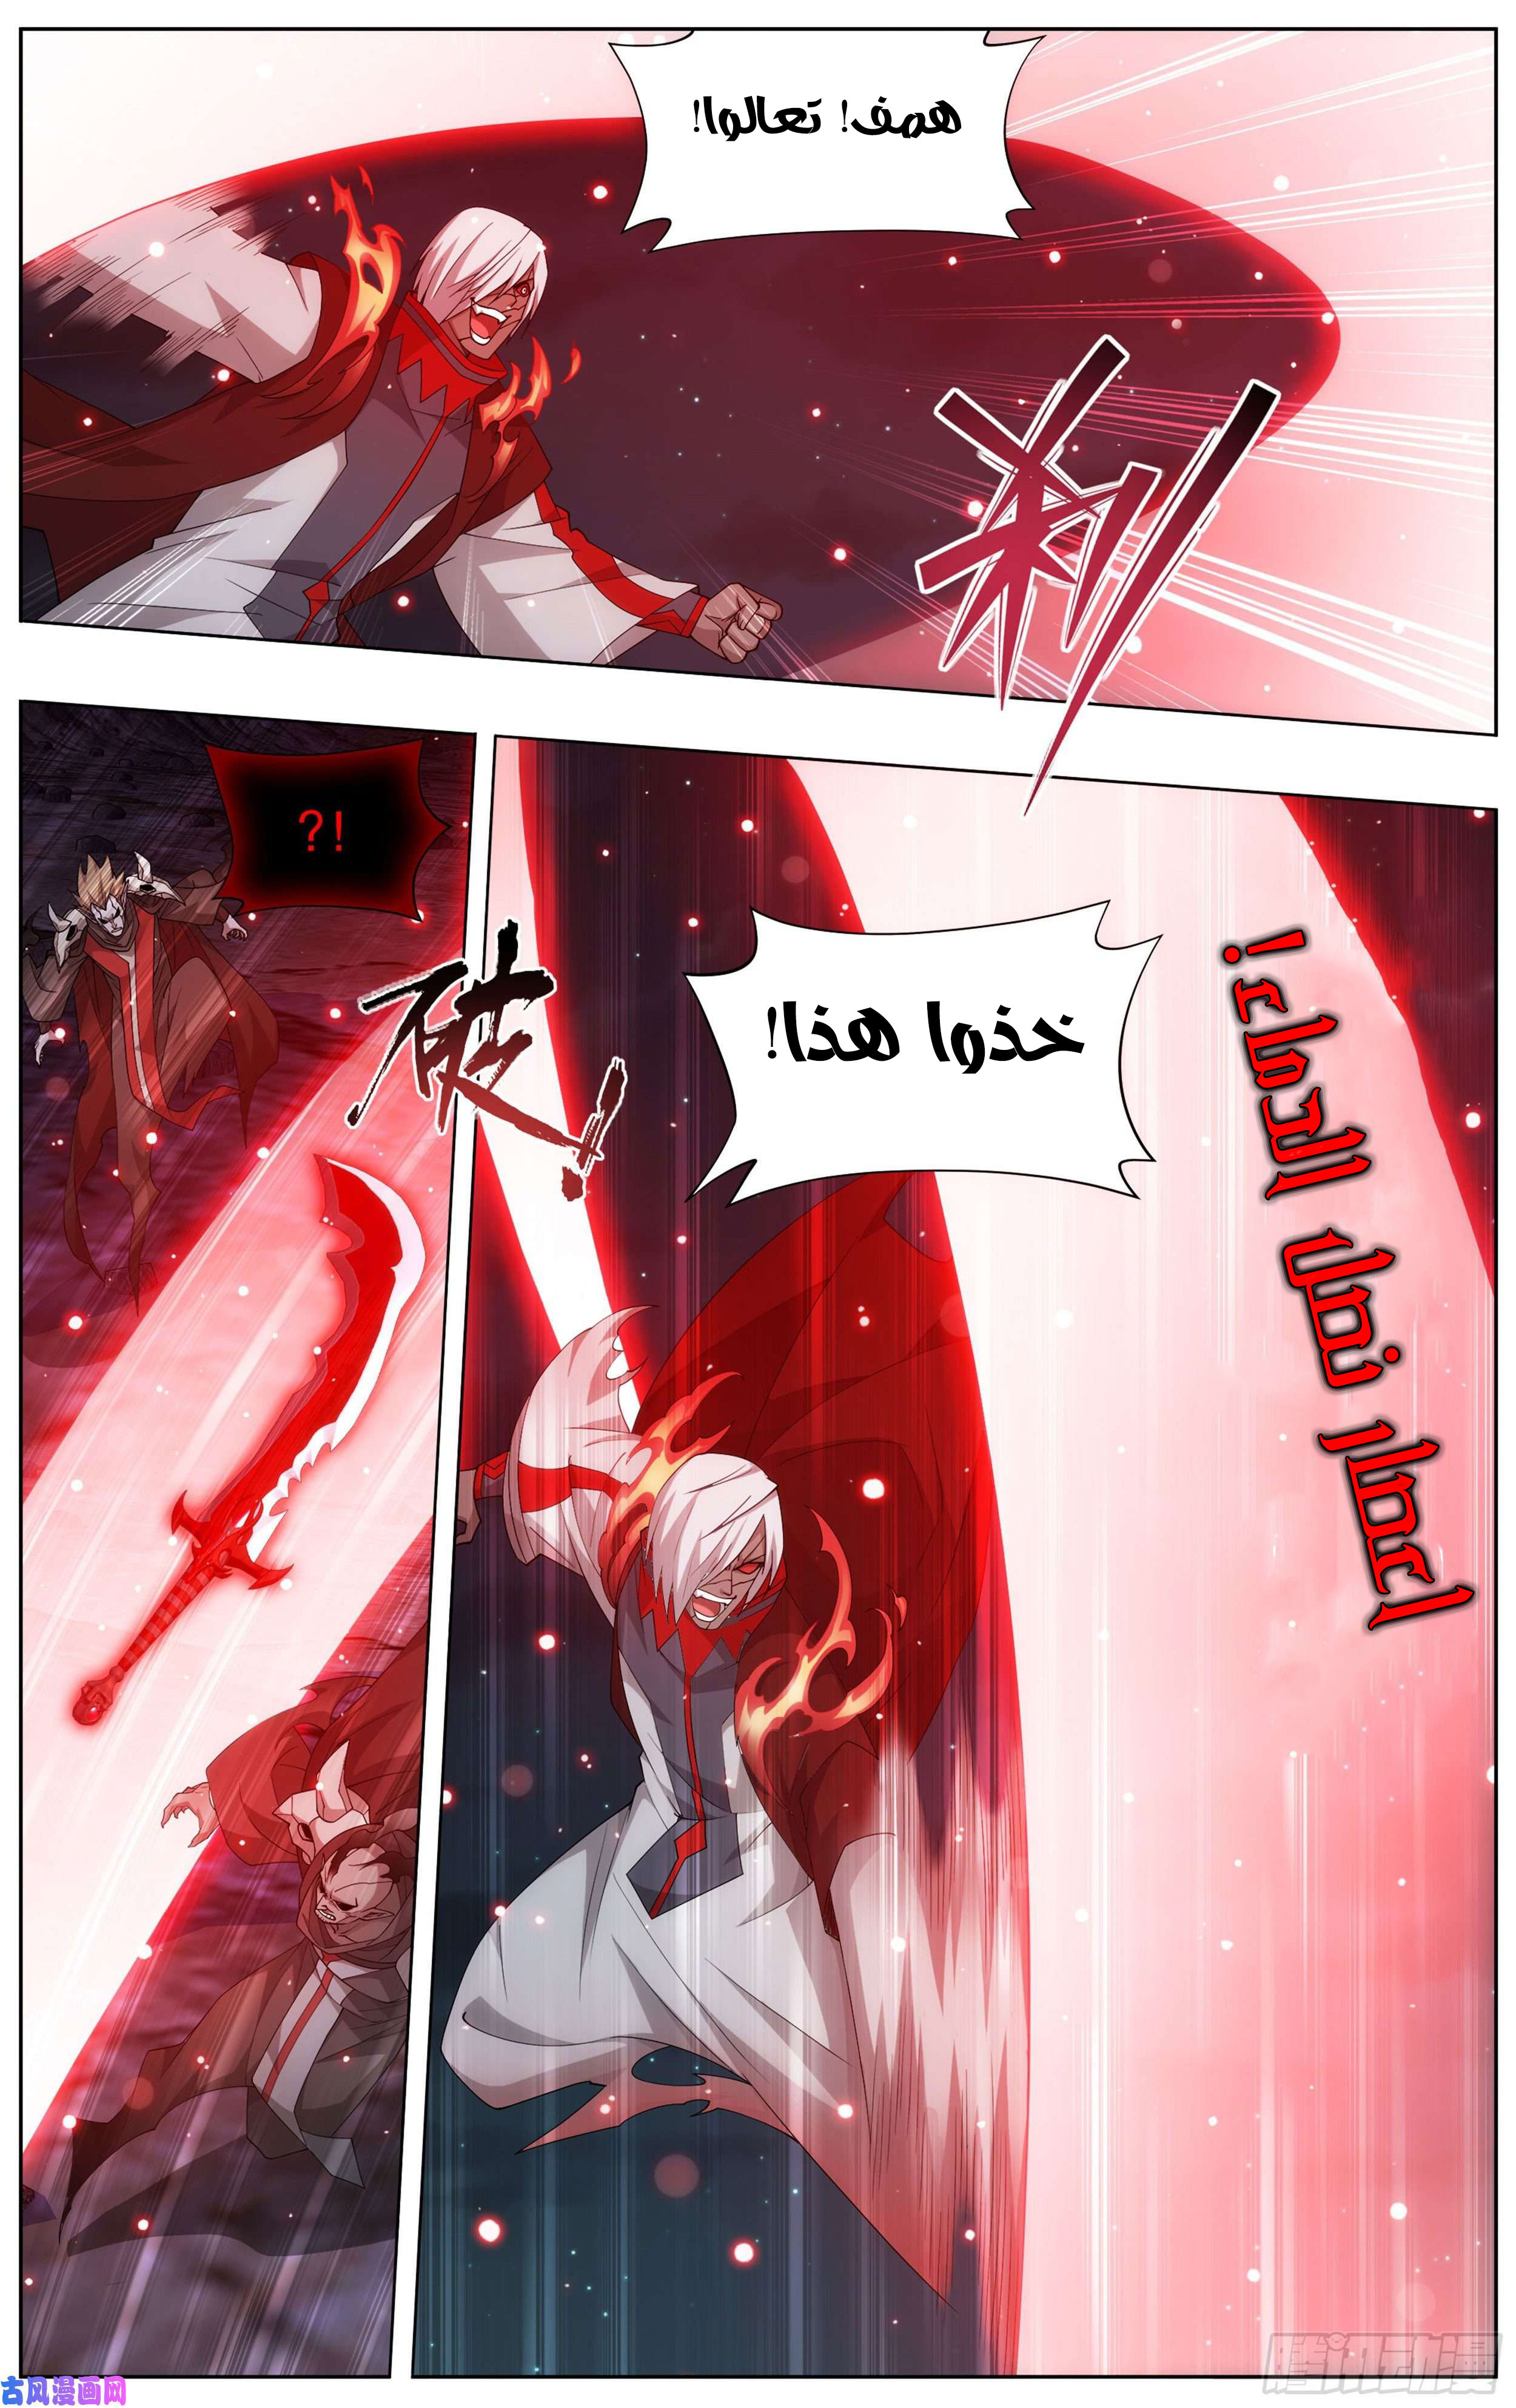 همف! تعالوا!
刺
?!
破!
خذوا هذا!
إعصار نصل الدماء!
古风漫画网
腾讯动漫